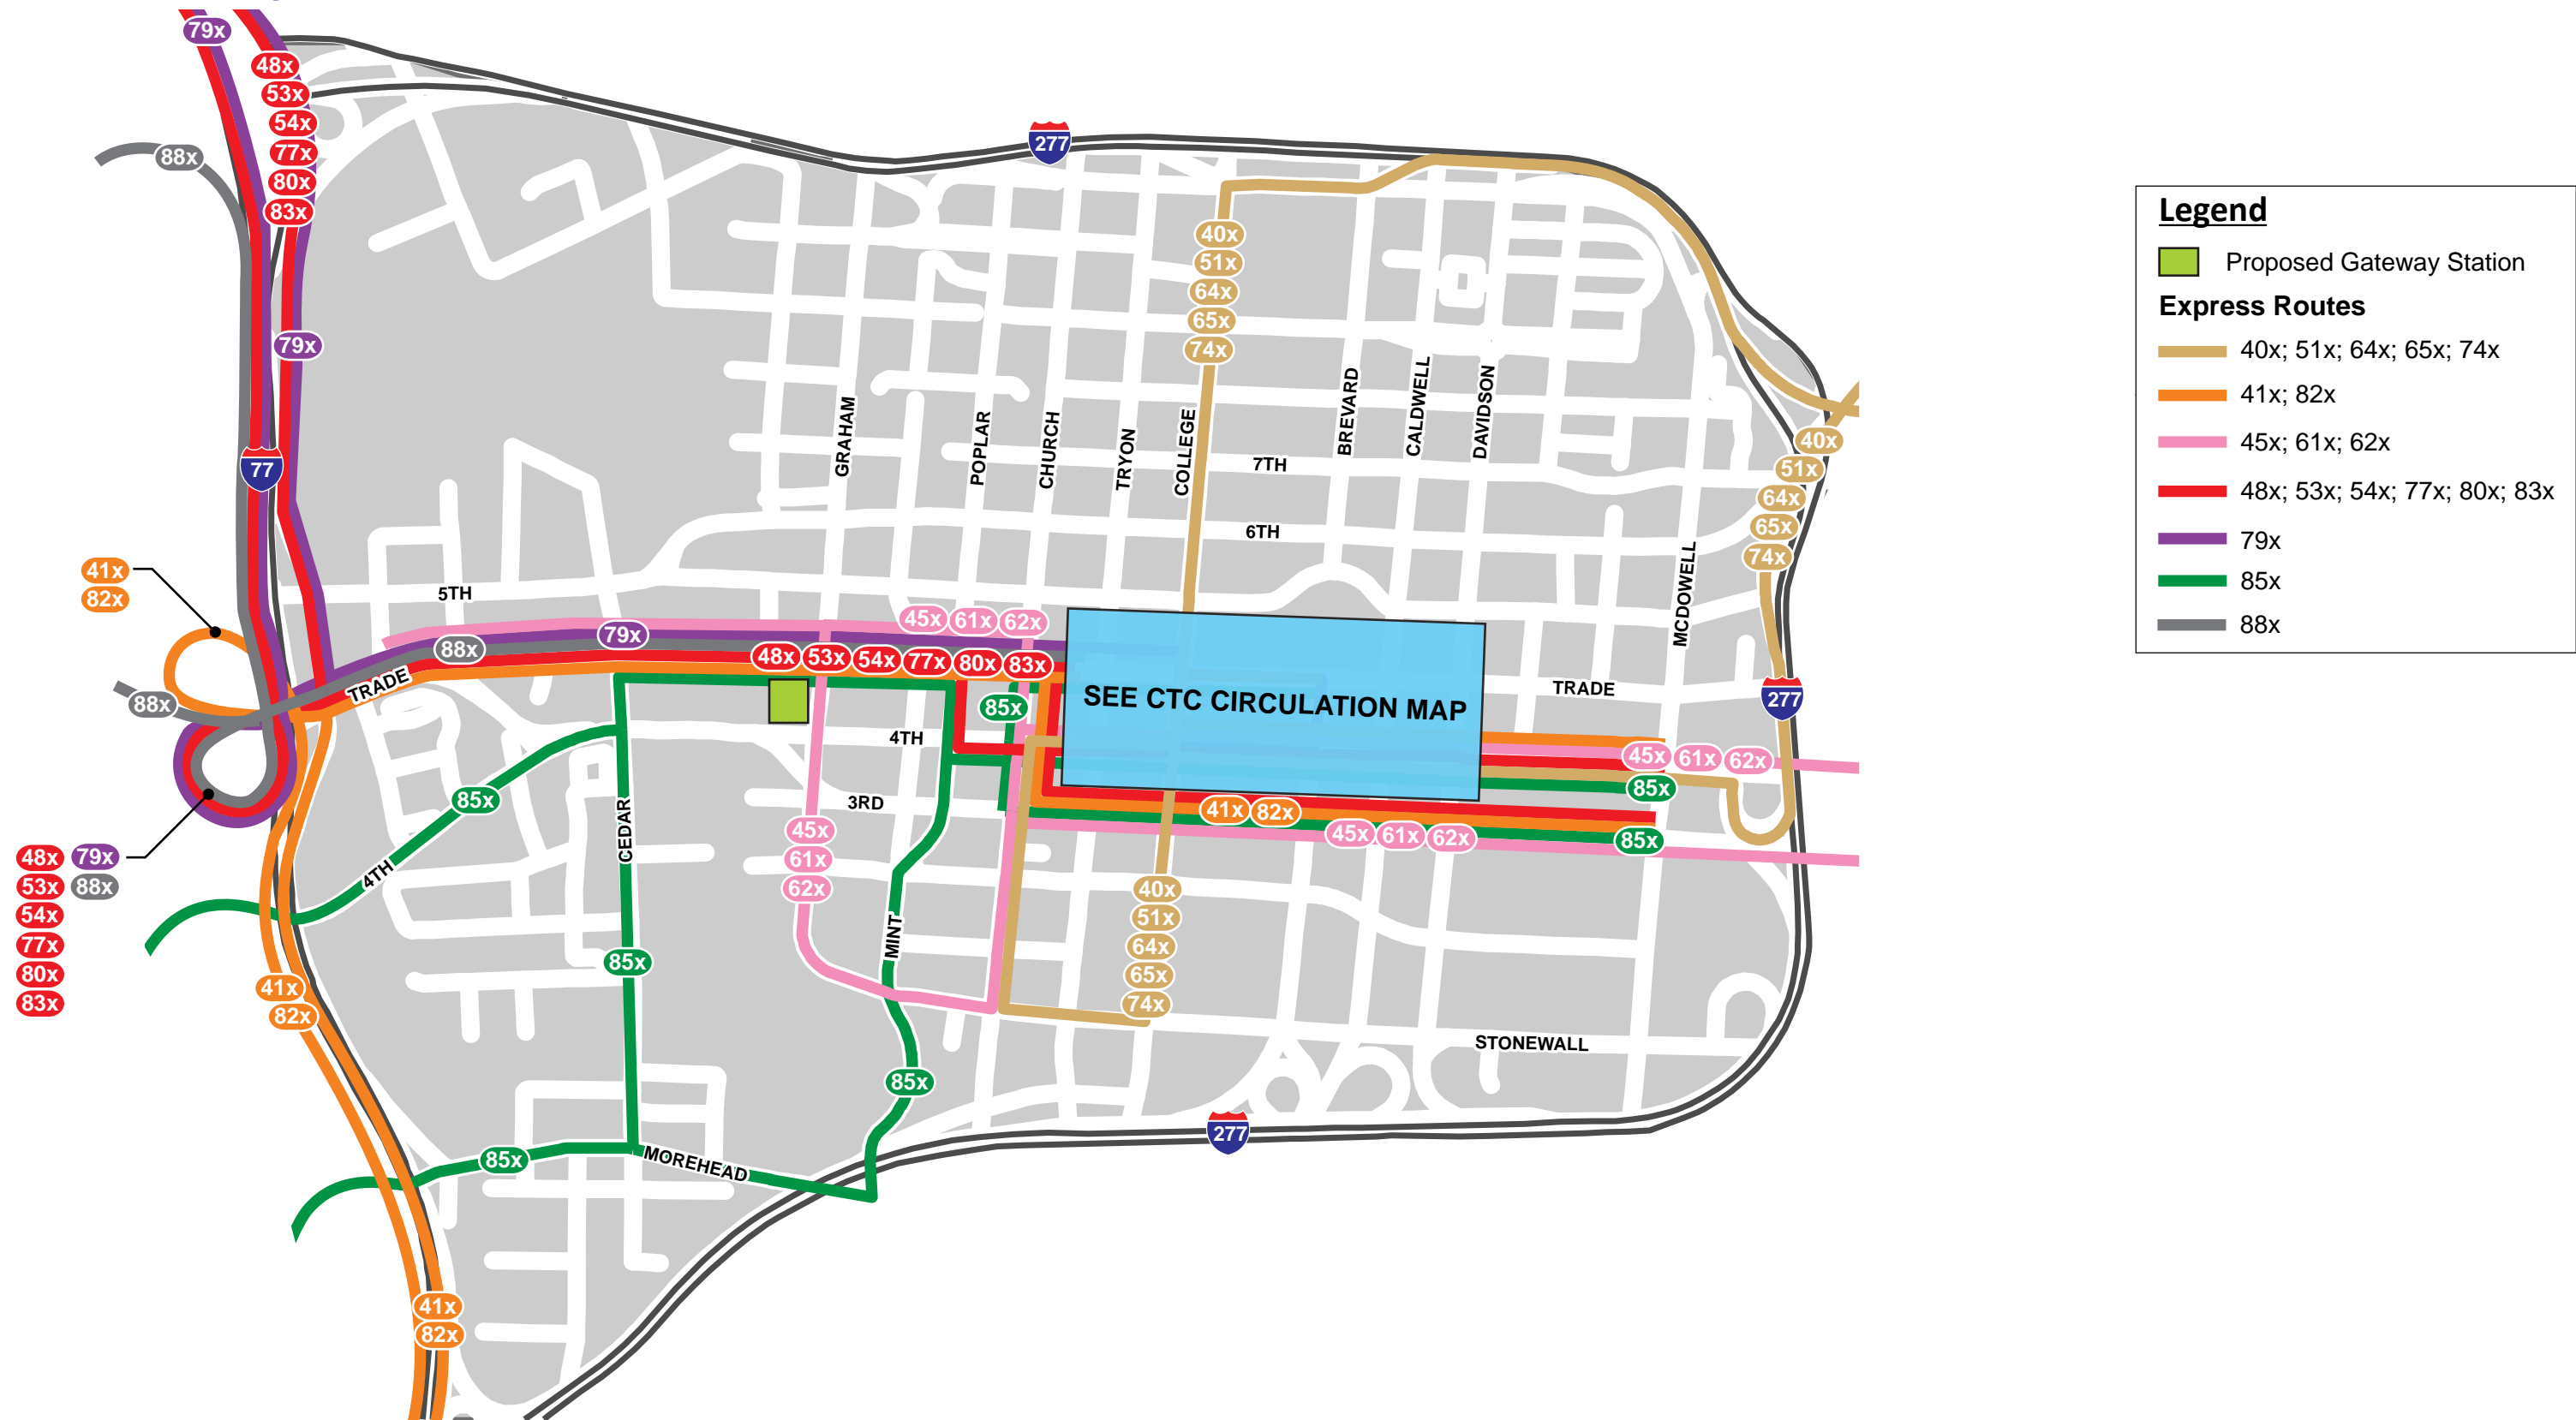 79x
48x
53x
54x
77x
80x
83x
88x
79x
77
277
40x
51x
64x
65x
74x
GRAHAM
POPLAR
CHURCH
TRYON
COLLEGE
BREVARD
CALDWELL
DAVIDSON
MCDOWELL
7TH
6TH
5TH
40x
51x
64x
65x
74x
41x
82x
45x 61x 62x
79x
88x
48x 53x 54x 77x 80x 83x
TRADE
88x
85x
SEE CTC CIRCULATION MAP
TRADE
277
4TH
45x 61x 62x
85x
3RD
85x
CEDAR
41x 82x
45x 61x 62x
85x
45x
61x
62x
48x 79x
53x 88x
54x
77x
80x
83x
4TH
40x
51x
64x
65x
74x
MINT
85x
41x
82x
STONEWALL
85x
277
85x
MOREHEAD
41x
82x
Legend
Proposed Gateway Station
Express Routes
40x; 51x; 64x; 65x; 74x
41x; 82x
45x; 61x; 62x
48x; 53x; 54x; 77x; 80x; 83x
79x
85x
88x